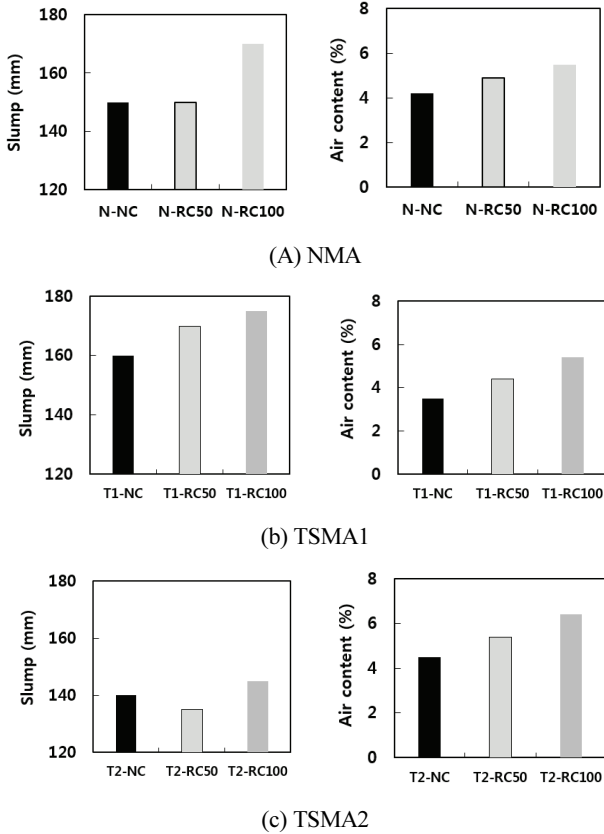 Slump (mm)
180
160
140
120
N-NC N-RC50 N-RC100
Air content (%)
8
6
4
2
0
N-NC N-RC50 N-RC100
(A) NMA
Slump (mm)
180
160
140
120
T1-NC T1-RC50 T1-RC100
Air content (%)
8
6
4
2
0
T1-NC T1-RC50 T1-RC100
(b) TSMA1
Slump (mm)
180
160
140
120
T2-NC T2-RC50 T2-RC100
Air content (%)
8
6
4
2
0
T2-NC T2-RC50 T2-RC100
(c) TSMA2